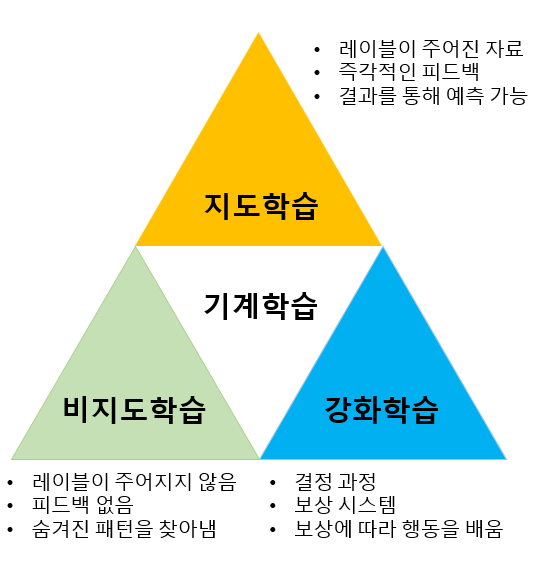 • 레이블이 주어진 자료
• 즉각적인 피드백
• 결과를 통해 예측 가능
지도학습
기계학습
비지도학습
강화학습
• 레이블이 주어지지 않음
• 피드백 없음
• 숨겨진 패턴을 찾아냄
• 결정 과정
• 보상 시스템
• 보상에 따라 행동을 배움